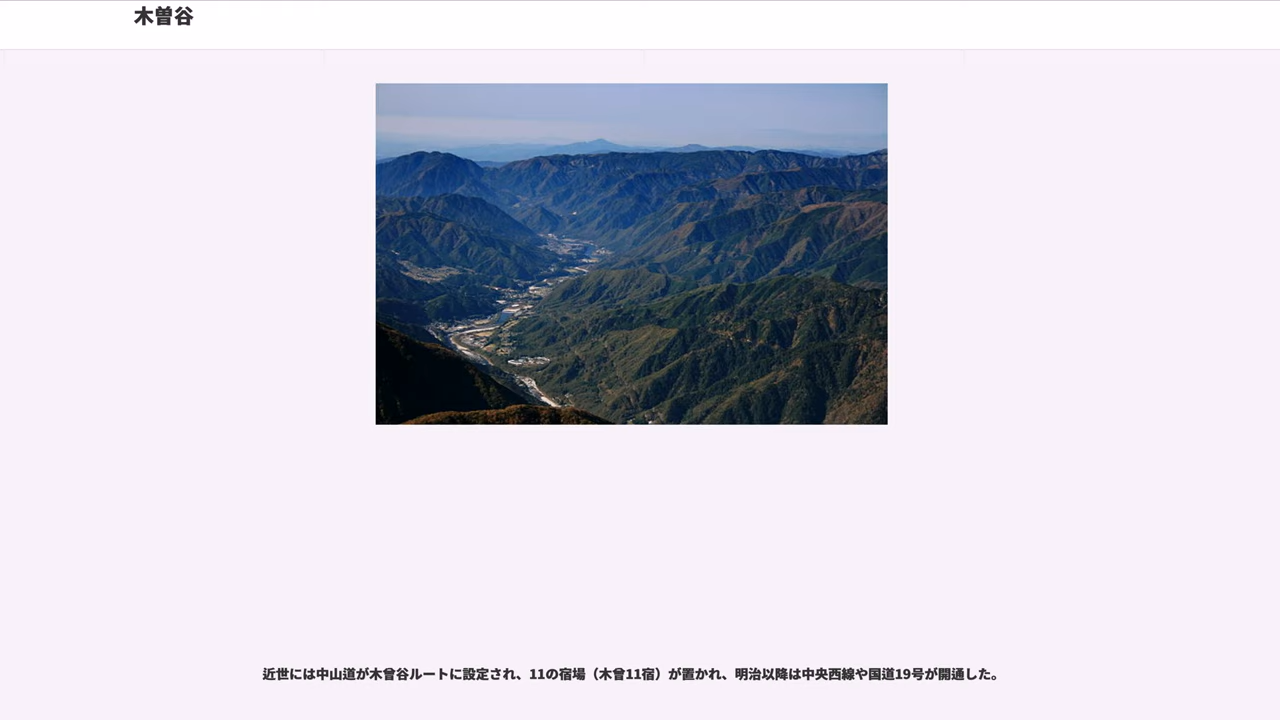 木曽谷
近世には中山道が木曾谷ルートに設定され、11の宿場（木曾11宿）が置かれ、明治以降は中央西線や国道19号が開通した。